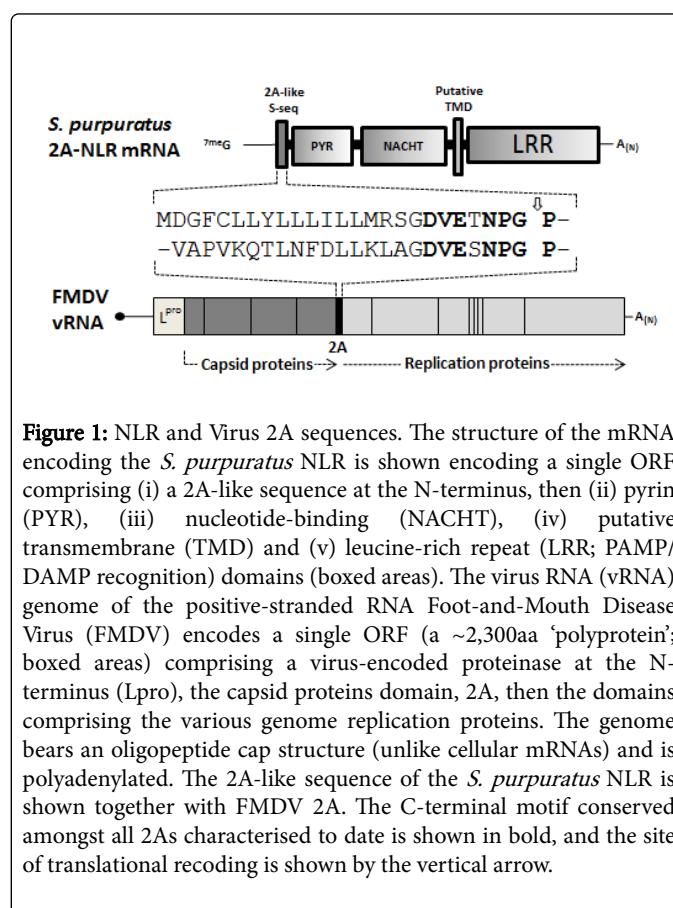 2A-like
S-seq
Putative
TMD
S. purpuratus
2A-NLR mRNA
7meG
PYR
NACHT
LRR
A(N)
MDGFCLLYLLLILLMRSGDVETNPG P–
–VAPVKQTLNFDLLKLAGDVESNPG P–
FMDV
vRNA
Lpro
A(N)
2A
Capsid proteins
Replication proteins
Figure 1: NLR and Virus 2A sequences. The structure of the mRNA
encoding the S. purpuratus NLR is shown encoding a single ORF
comprising (i) a 2A-like sequence at the N-terminus, then (ii) pyrin
(PYR), (iii) nucleotide-binding (NACHT), (iv) putative
transmembrane (TMD) and (v) leucine-rich repeat (LRR; PAMP/
DAMP recognition) domains (boxed areas). The virus RNA (vRNA)
genome of the positive-stranded RNA Foot-and-Mouth Disease
Virus (FMDV) encodes a single ORF (a ~2,300aa ‘polyprotein’;
boxed areas) comprising a virus-encoded proteinase at the N-
terminus (Lpro), the capsid proteins domain, 2A, then the domains
comprising the various genome replication proteins. The genome
bears an oligopeptide cap structure (unlike cellular mRNAs) and is
polyadenylated. The 2A-like sequence of the S. purpuratus NLR is
shown together with FMDV 2A. The C-terminal motif conserved
amongst all 2As characterised to date is shown in bold, and the site
of translational recoding is shown by the vertical arrow.